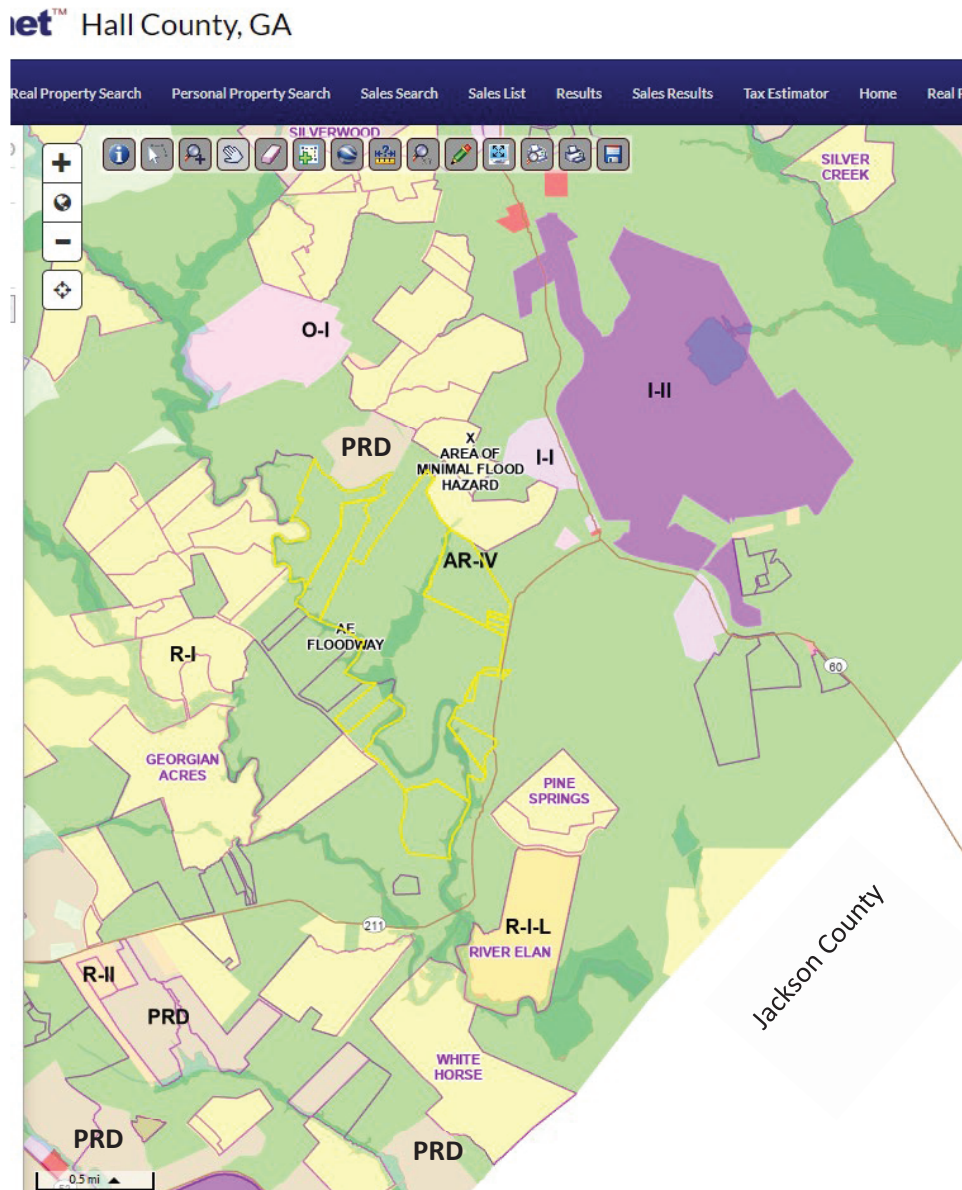 net™ Hall County, GA
Real Property Search Personal Property Search Sales Search Sales List Results Sales Results Tax Estimator Home Real P
SILVERWOOD
SILVER
CREEK
O-I
I-II
PRD
X
AREA OF
MINIMAL FLOOD
HAZARD
I-I
AR-IV
AE
FLOODWAY
R-I
60
GEORGIAN
ACRES
PINE
SPRINGS
211
R-I-L
RIVER ELAN
Jackson County
R-II
PRD
WHITE
HORSE
PRD
PRD
0.5 mi